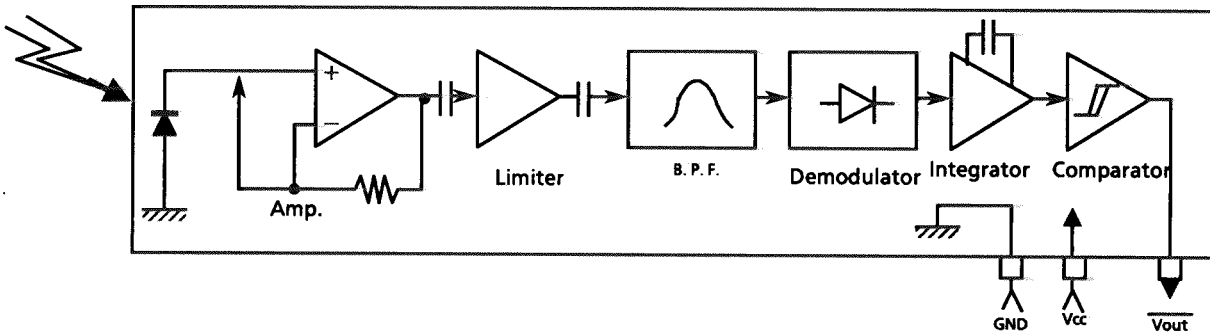 +
−
Amp.
Limiter
B. P. F.
Demodulator
Integrator
Comparator
GND
Vcc
Vout